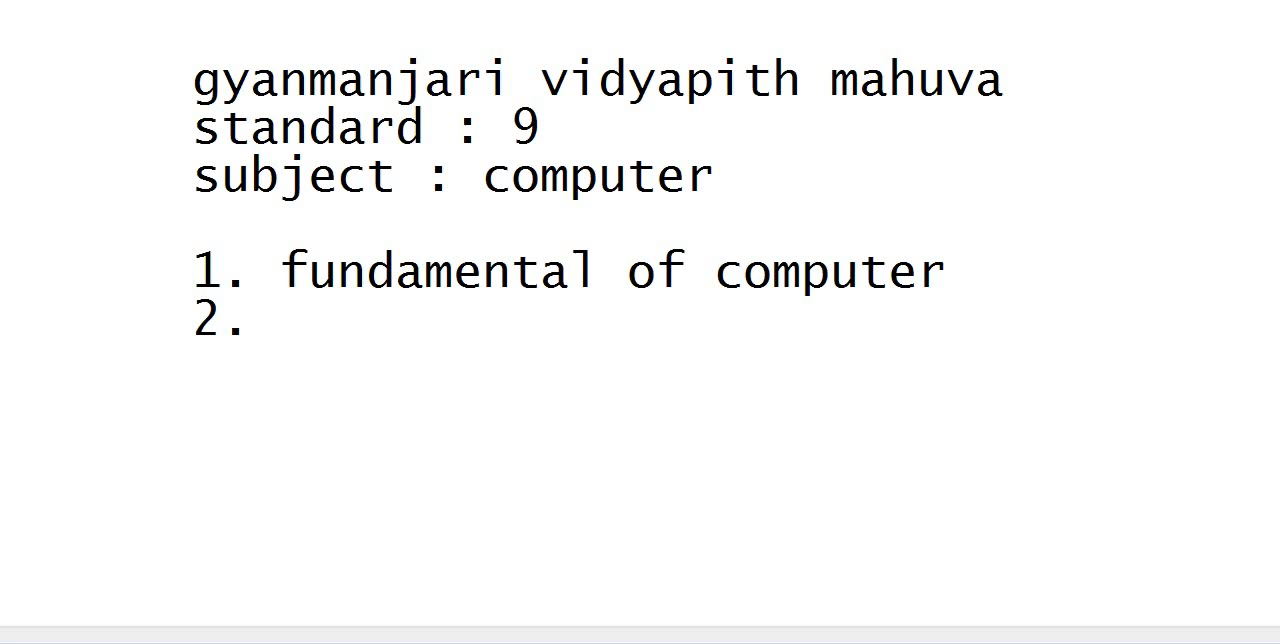 gyanmanjari vidyapith mahuva
standard : 9
subject : computer
1. fundamental of computer
2.